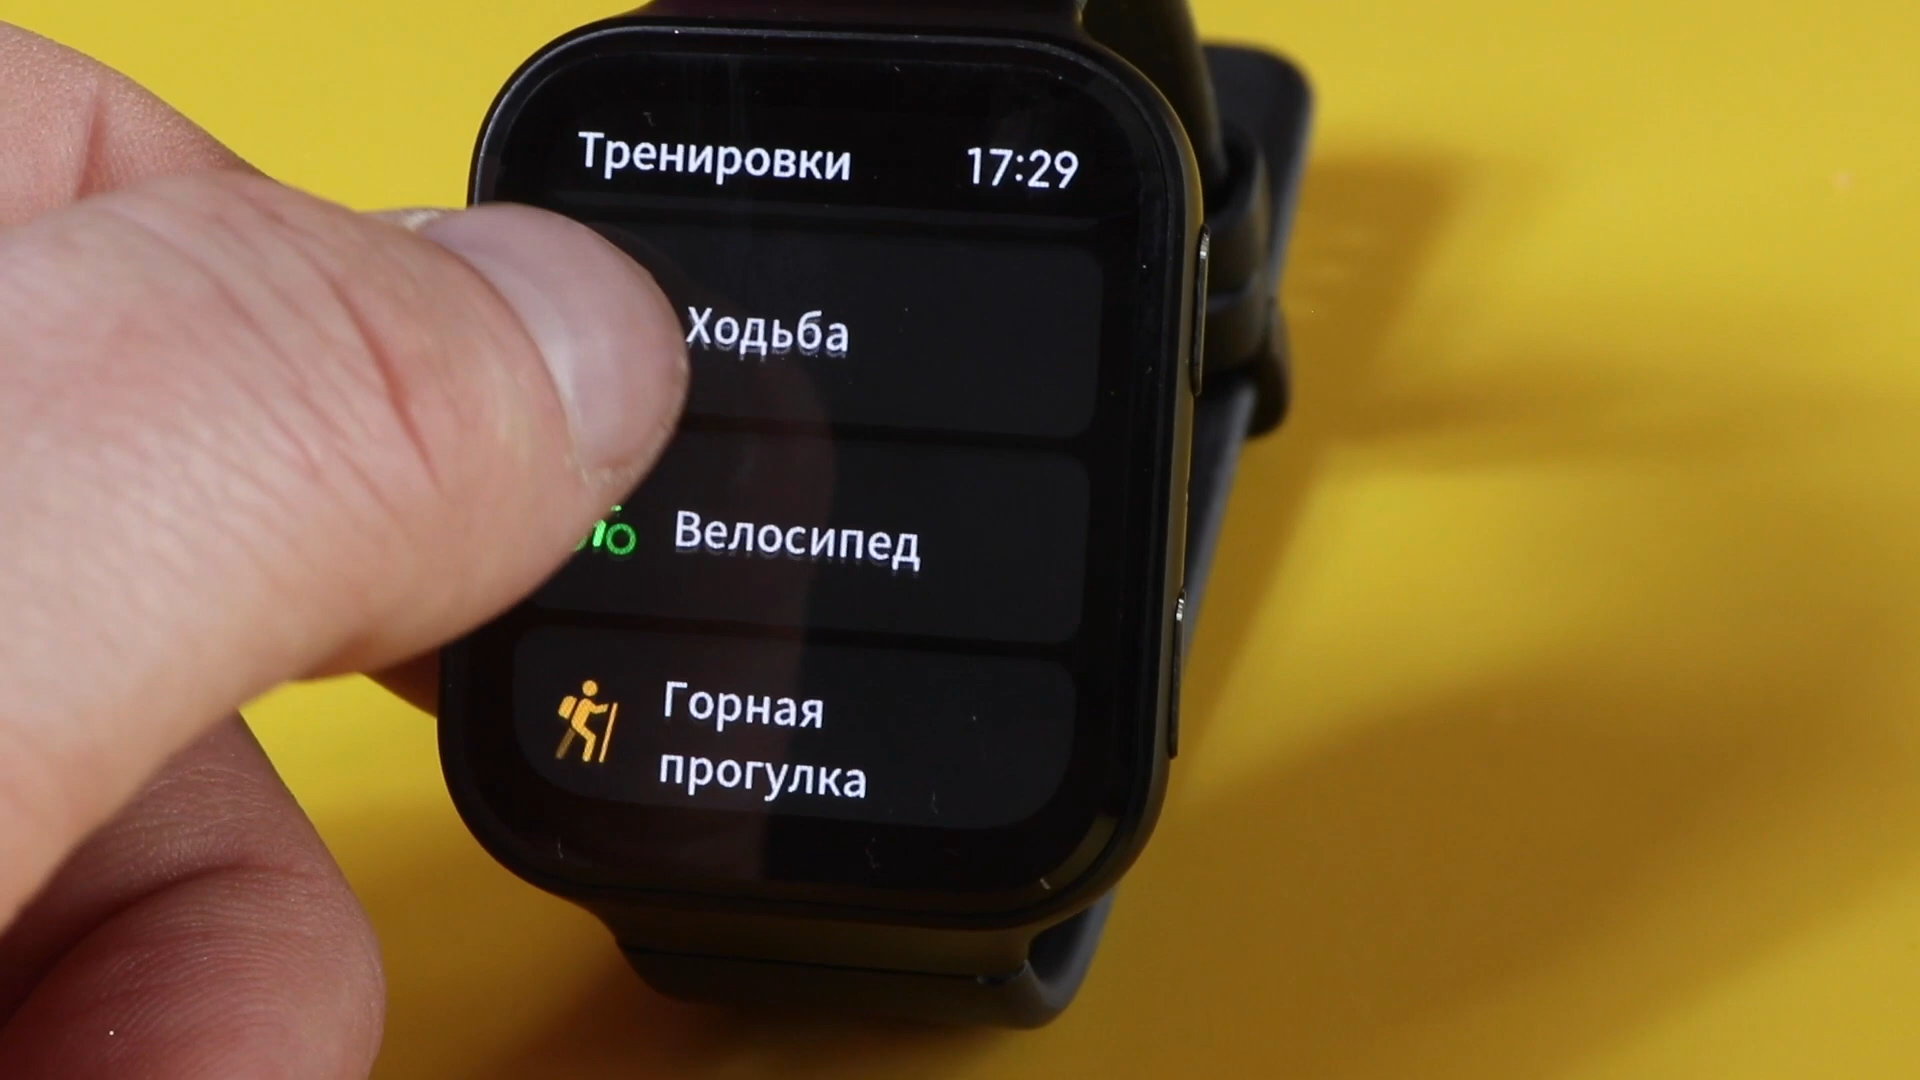 Тренировки 17:29
Ходьба
Велосипед
Горная
прогулка